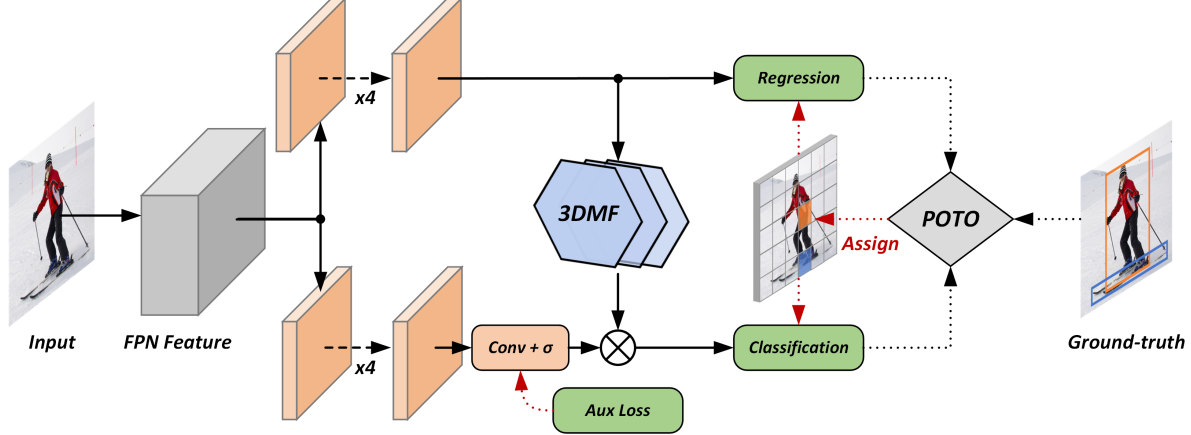 x4
Regression
3DMF
POTO
Assign
Input
FPN Feature
x4
Conv + σ
Classification
Ground-truth
Aux Loss